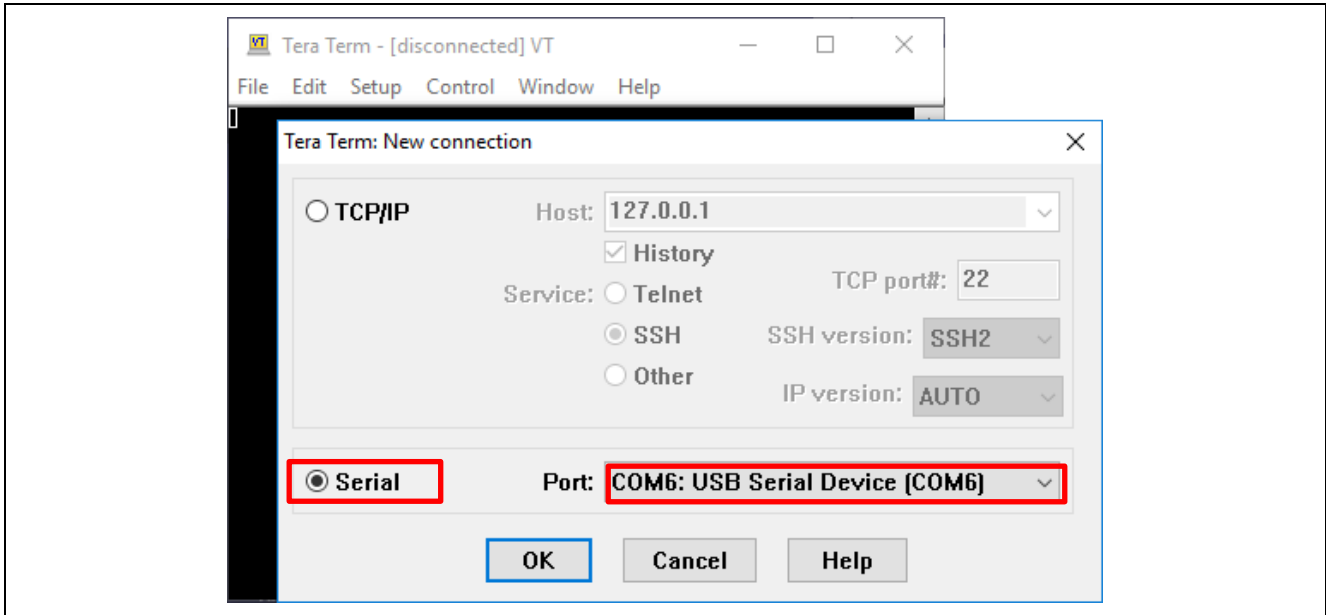 VT Tera Term - [disconnected] VT
File Edit Setup Control Window Help
Tera Term: New connection
TCP/IP Host: 127.0.0.1
History
TCP port#: 22
Service: Telnet
SSH SSH version: SSH2
Other
IP version: AUTO
Serial Port: COM6: USB Serial Device (COM6)
OK Cancel Help